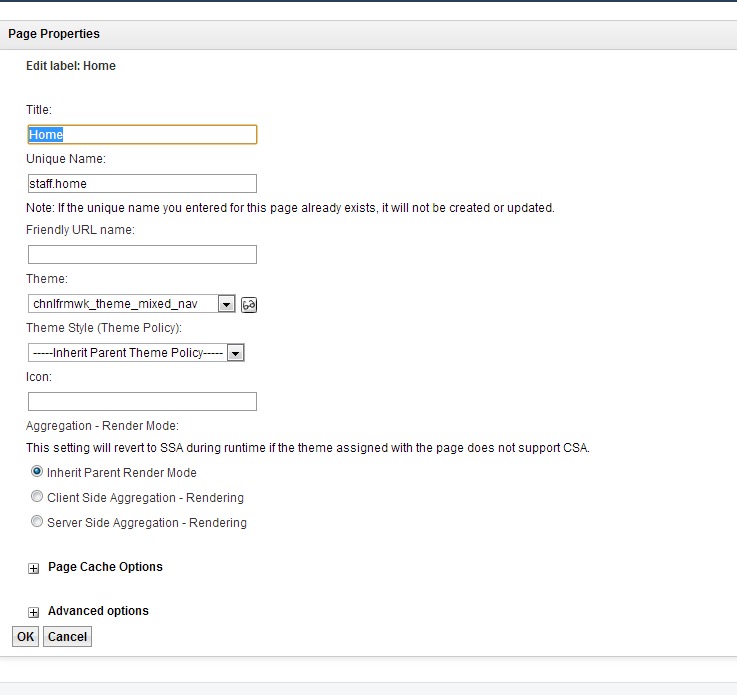 Page Properties
Edit label: Home
Title:
Home
Unique Name:
staff.home
Note: If the unique name you entered for this page already exists, it will not be created or updated.
Friendly URL name:
Theme:
chnlfrmwk_theme_mixed_nav
Theme Style (Theme Policy):
-----Inherit Parent Theme Policy-----
Icon:
Aggregation - Render Mode:
This setting will revert to SSA during runtime if the theme assigned with the page does not support CSA.
Inherit Parent Render Mode
Client Side Aggregation - Rendering
Server Side Aggregation - Rendering
Page Cache Options
Advanced options
OK Cancel